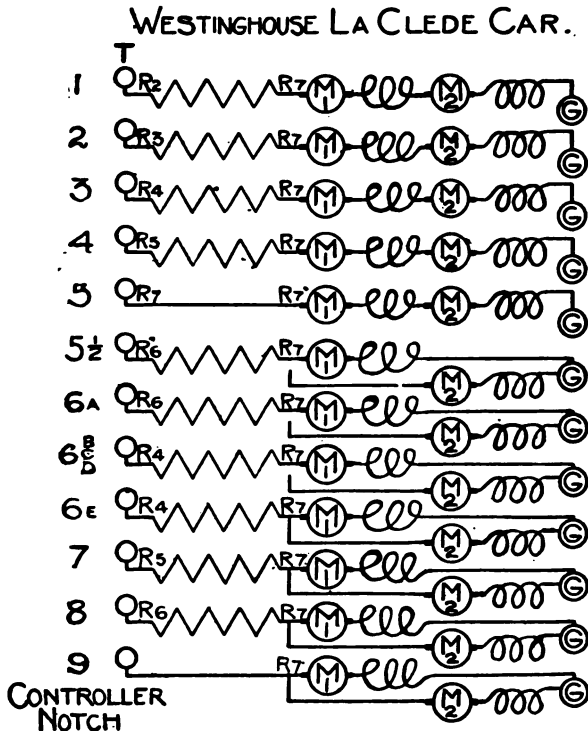 WESTINGHOUSE LA CLEDE CAR.
T
1 R2 R7 M1 M2 G
2 R3 R7 M1 M2 G
3 R4 R7 M1 M2 G
4 R5 R7 M1 M2 G
5 R7 R7 M1 M2 G
5 1/2 R6 R7 M1 M2 G
6A R6 R7 M1 M2 G
6 B C D R4 R7 M1 M2 G
6E R4 R7 M1 M2 G
7 R5 R7 M1 M2 G
8 R6 R7 M1 M2 G
9 R7 M1 M2 G
CONTROLLER
NOTCH